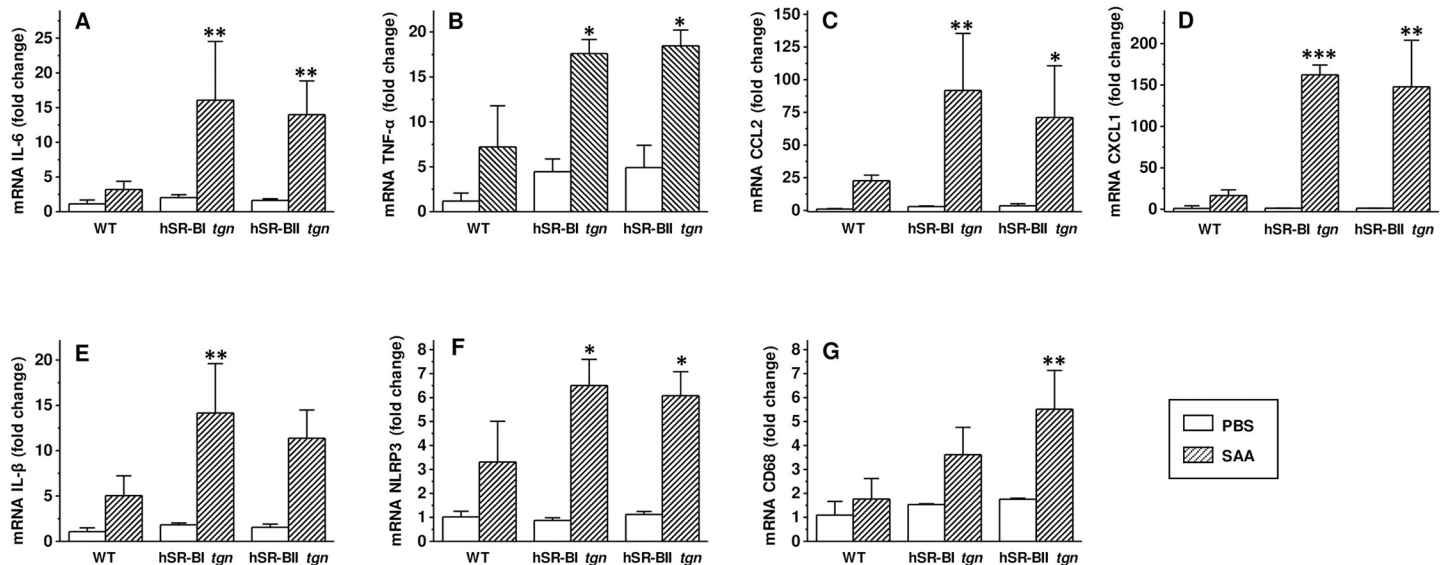 A
mRNA IL-6 (fold change)
25
20
15
10
5
0
**
**
WT
hSR-BI tgn
hSR-BII tgn
B
mRNA TNF-α (fold change)
20
15
10
5
0
*
*
WT
hSR-BI tgn
hSR-BII tgn
C
mRNA CCL2 (fold change)
150
125
100
75
50
25
0
**
*
WT
hSR-BI tgn
hSR-BII tgn
D
mRNA CXCL1 (fold change)
200
150
100
50
0
***
**
WT
hSR-BI tgn
hSR-BII tgn
E
mRNA IL-β (fold change)
20
15
10
5
0
**
WT
hSR-BI tgn
hSR-BII tgn
F
mRNA NLRP3 (fold change)
8
7
6
5
4
3
2
1
0
*
*
WT
hSR-BI tgn
hSR-BII tgn
G
mRNA CD68 (fold change)
8
7
6
5
4
3
2
1
0
**
WT
hSR-BI tgn
hSR-BII tgn
PBS
SAA